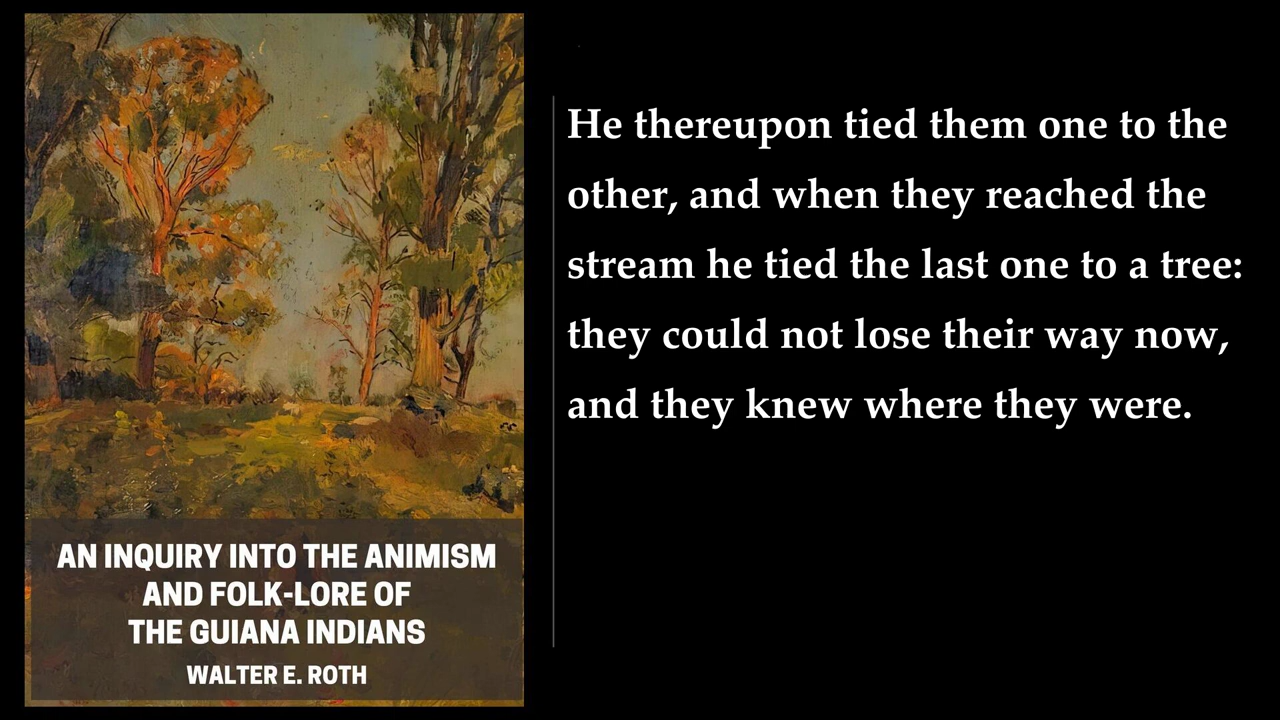 AN INQUIRY INTO THE ANIMISM
AND FOLK-LORE OF
THE GUIANA INDIANS
WALTER E. ROTH
He thereupon tied them one to the
other, and when they reached the
stream he tied the last one to a tree:
they could not lose their way now,
and they knew where they were.